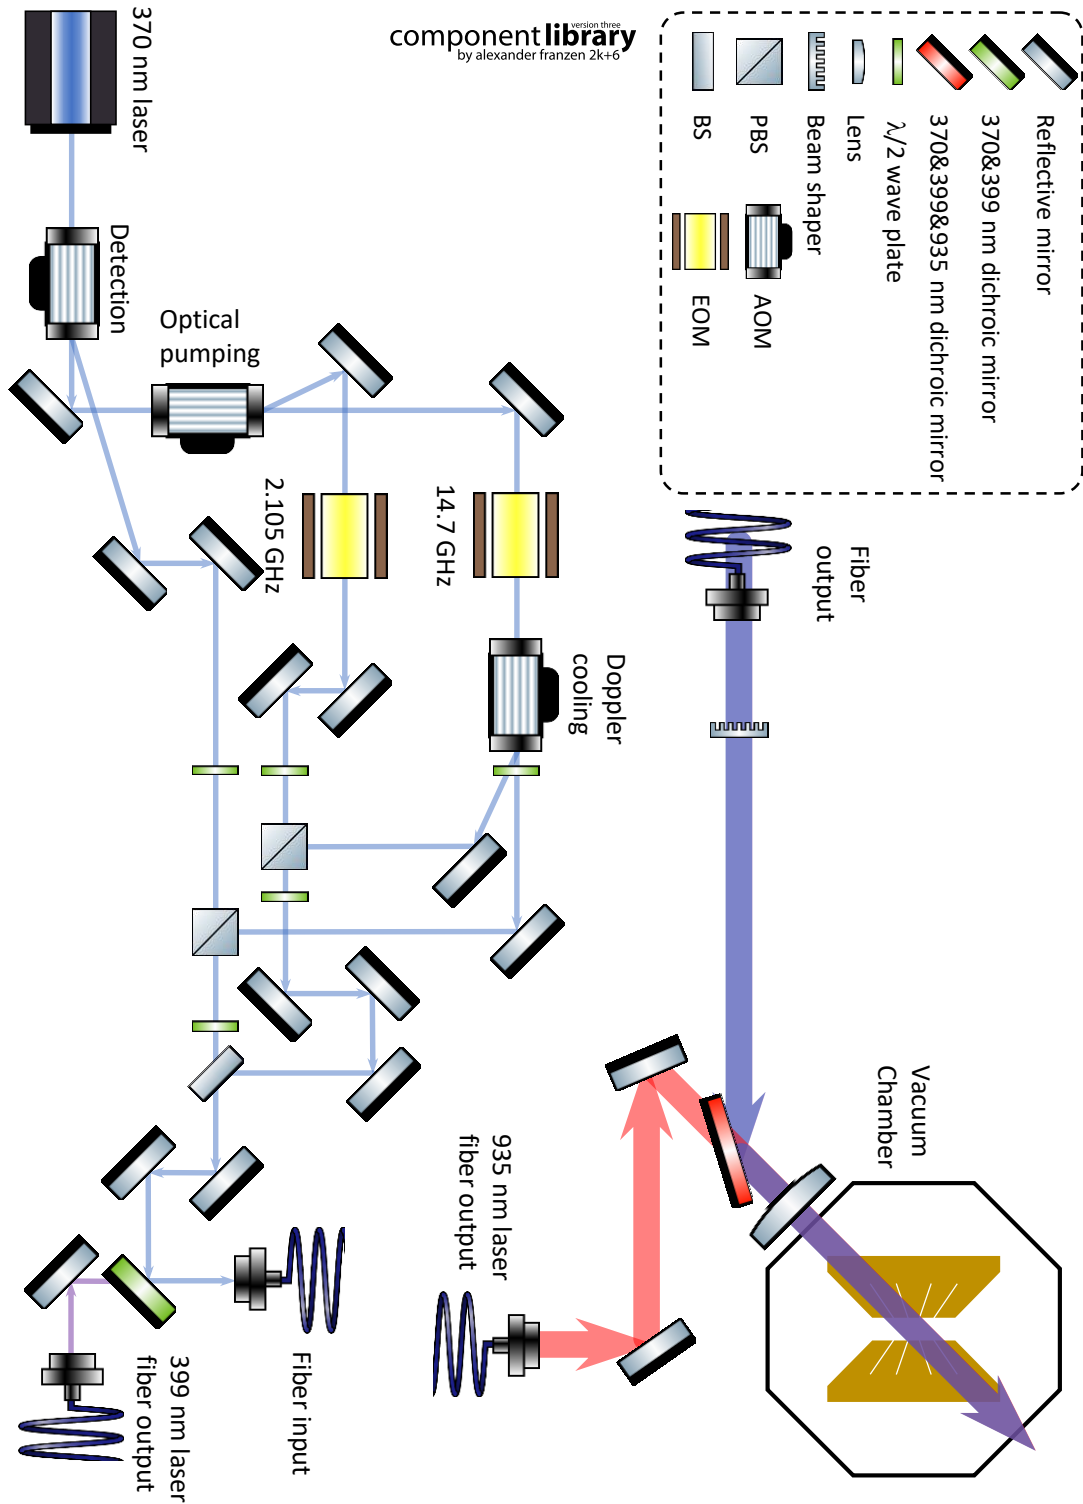 version three
componentlibrary
by alexander franzen 2k+6
Reflective mirror
370&399 nm dichroic mirror
370&399&935 nm dichroic mirror
λ/2 wave plate
Lens
Beam shaper
PBS
BS
AOM
EOM
370 nm laser
Detection
Optical
pumping
2.105 GHz
14.7 GHz
Doppler
cooling
Fiber
output
Vacuum
Chamber
935 nm laser
fiber output
Fiber input
399 nm laser
fiber output